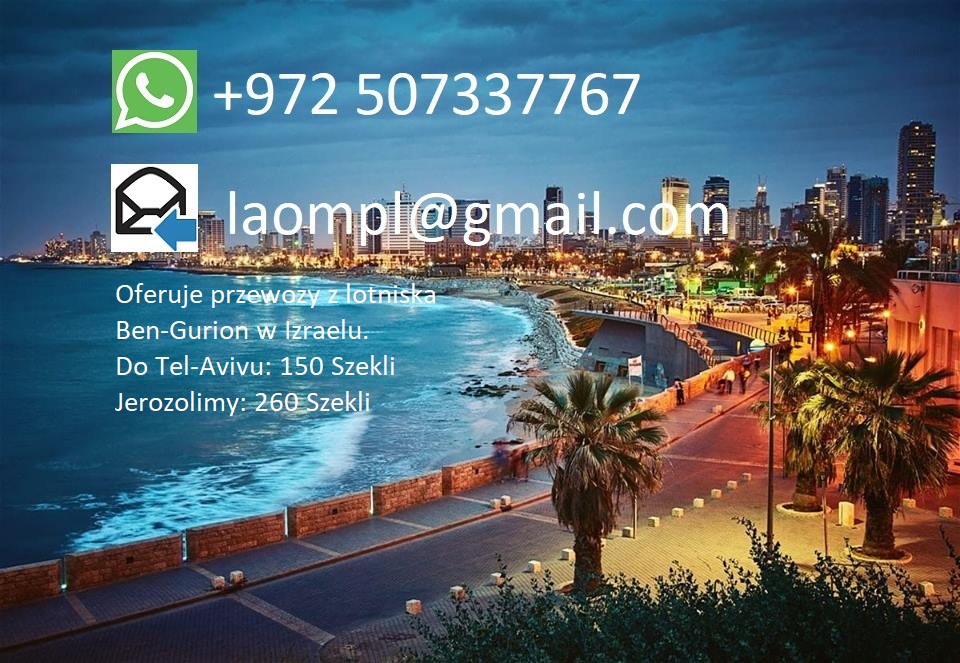 +972 507337767
laompl@gmail.com
Oferuje przewozy z lotniska
Ben-Gurion w Izraelu.
Do Tel-Avivu: 150 Szekli
Jerozolimy: 260 Szekli